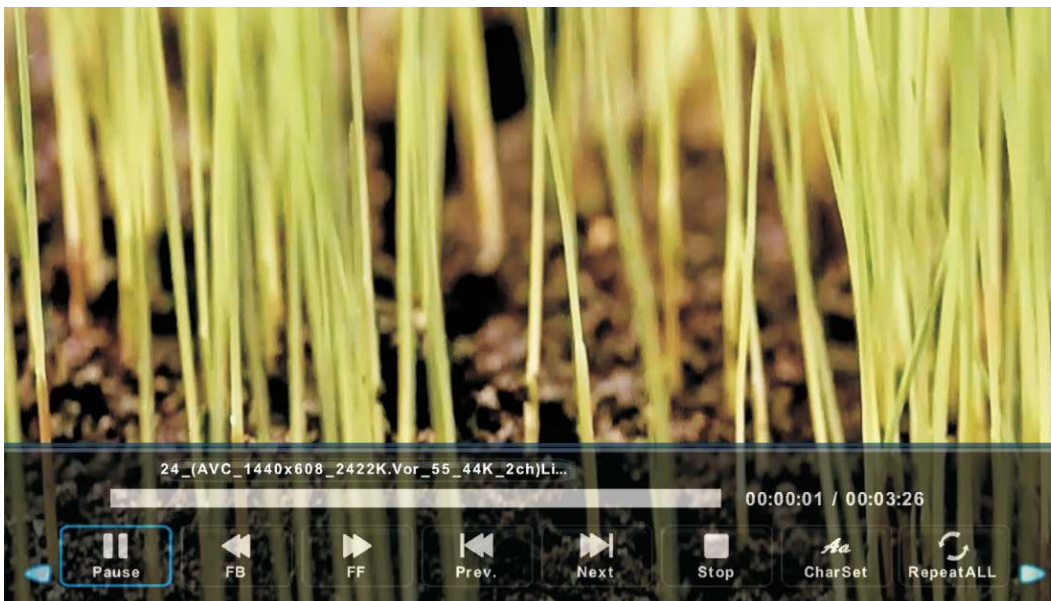 24_(AVC_1440x608_2422K.Vor_55_44K_2ch)Li...
00:00:01 / 00:03:26
Pause FB FF Prev. Next Stop Aa CharSet RepeatALL